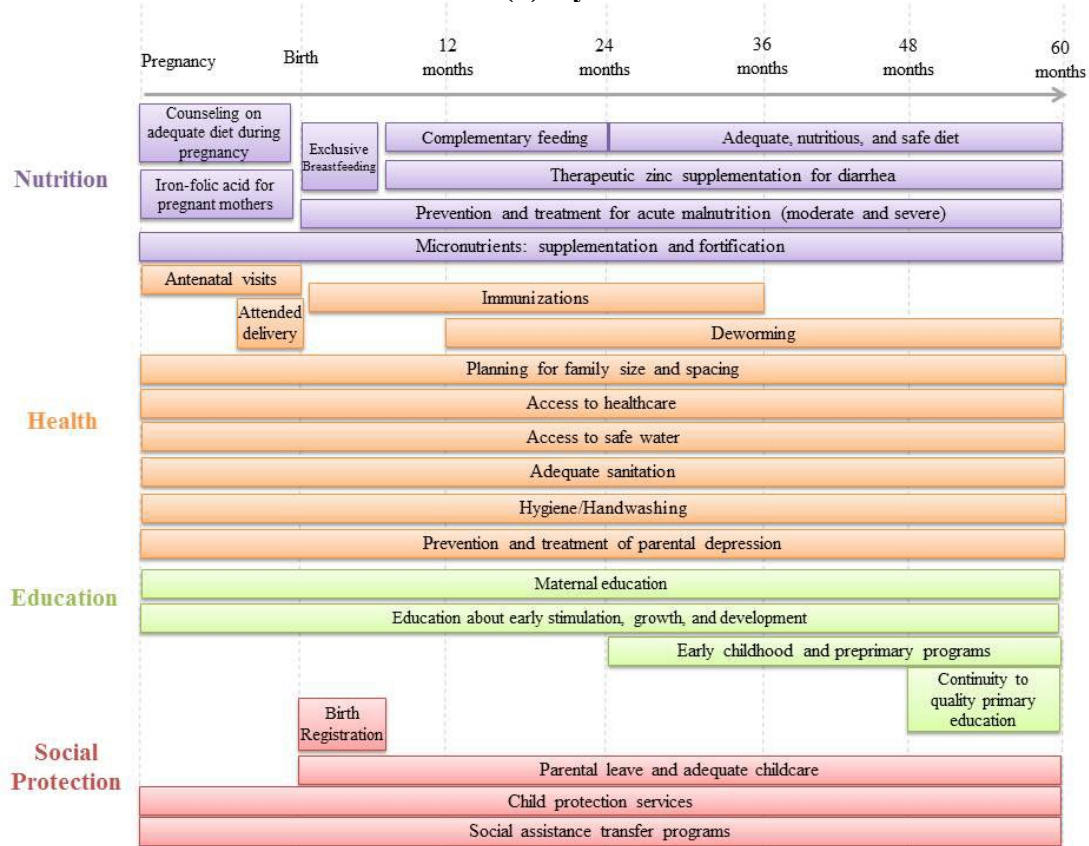 Pregnancy
Birth
12
months
24
months
36
months
48
months
60
months
Nutrition
Counseling on
adequate diet during
pregnancy
Iron-folic acid for
pregnant mothers
Exclusive
Breastfeeding
Complementary feeding
Adequate, nutritious, and safe diet
Therapeutic zinc supplementation for diarrhea
Prevention and treatment for acute malnutrition (moderate and severe)
Micronutrients: supplementation and fortification
Health
Antenatal visits
Attended
delivery
Immunizations
Deworming
Planning for family size and spacing
Access to healthcare
Access to safe water
Adequate sanitation
Hygiene/Handwashing
Prevention and treatment of parental depression
Education
Maternal education
Education about early stimulation, growth, and development
Early childhood and preprimary programs
Continuity to
quality primary
education
Social
Protection
Birth
Registration
Parental leave and adequate childcare
Child protection services
Social assistance transfer programs